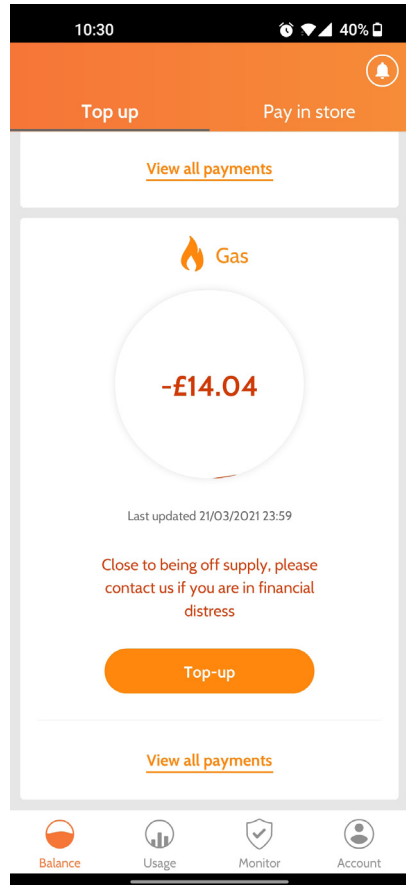 10:30
40%
Top up
Pay in store
View all payments
Gas
-£14.04
Last updated 21/03/2021 23:59
Close to being off supply, please
contact us if you are in financial
distress
Top-up
View all payments
Balance
Usage
Monitor
Account